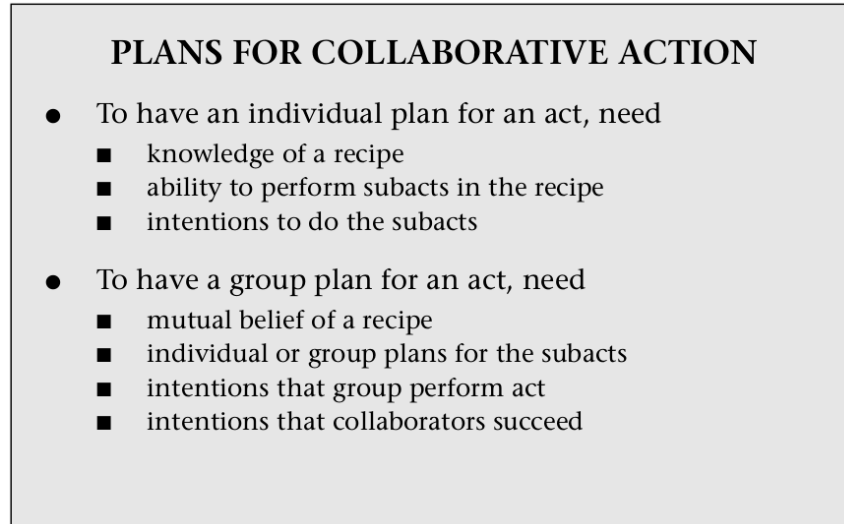 PLANS FOR COLLABORATIVE ACTION
● To have an individual plan for an act, need
■ knowledge of a recipe
■ ability to perform subacts in the recipe
■ intentions to do the subacts
● To have a group plan for an act, need
■ mutual belief of a recipe
■ individual or group plans for the subacts
■ intentions that group perform act
■ intentions that collaborators succeed